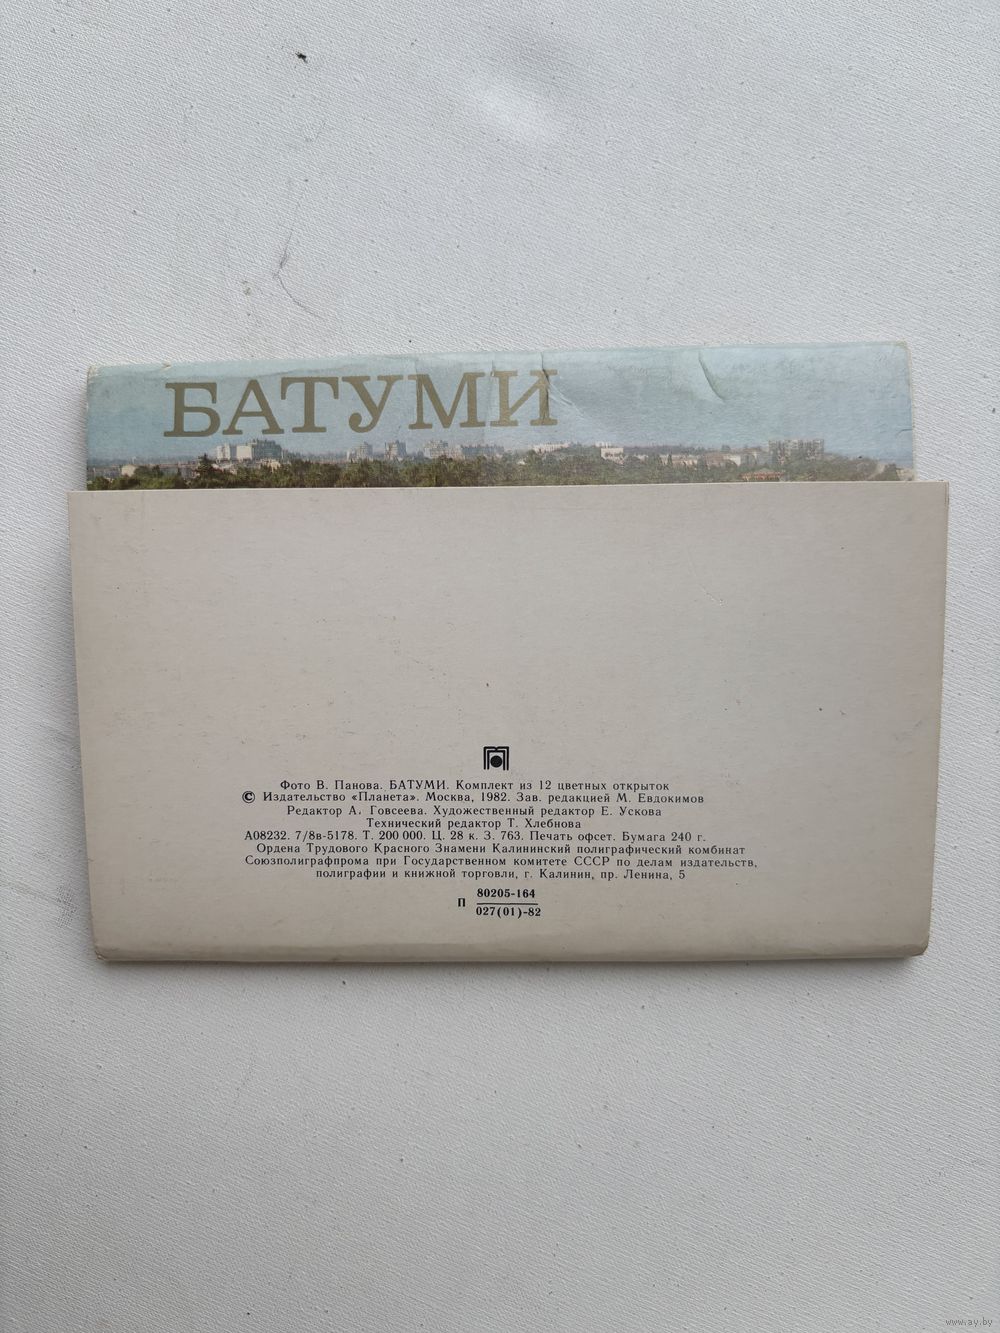 БАТУМИ
Фото В. Панова. БАТУМИ. Комплект из 12 цветных открыток
© Издательство «Планета». Москва, 1982. Зав. редакцией М. Евдокимов
Редактор А. Говсеева. Художественный редактор Е. Ускова
Технический редактор Т. Хлебнова
А08232. 7/8в-5178. Т. 200 000. Ц. 28 к. З. 763. Печать офсет. Бумага 240 г.
Ордена Трудового Красного Знамени Калининский полиграфический комбинат
Союзполиграфпрома при Государственном комитете СССР по делам издательств,
полиграфии и книжной торговли, г. Калинин, пр. Ленина, 5
80205-164
П
027(01)-82
www.ay.by